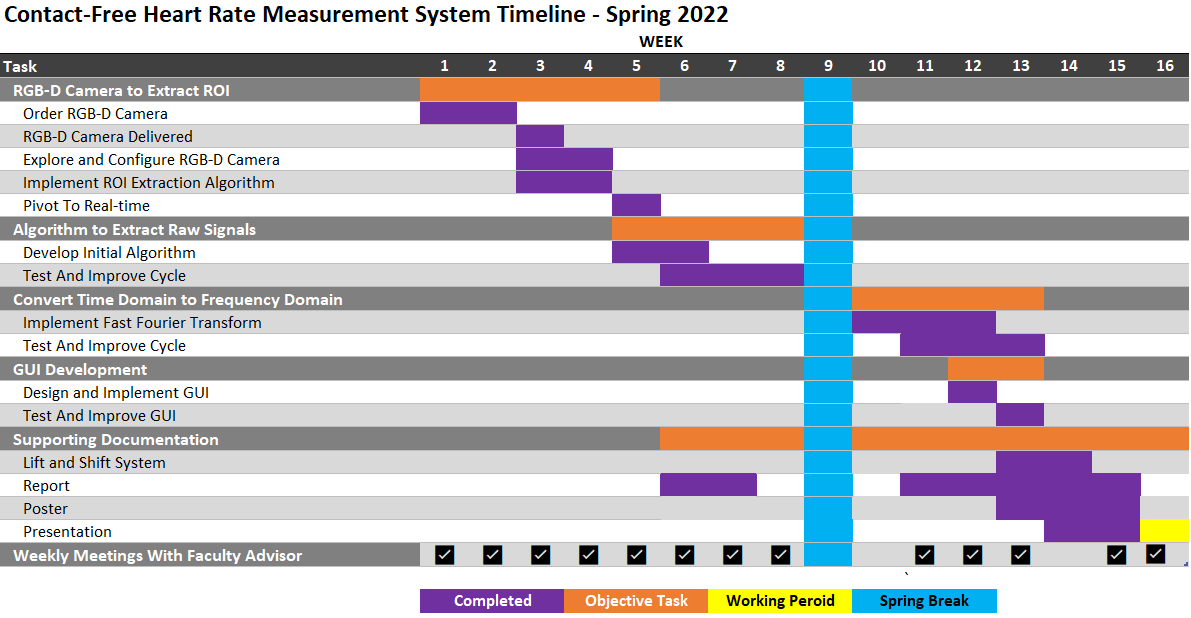 Contact-Free Heart Rate Measurement System Timeline - Spring 2022
WEEK
Task 1 2 3 4 5 6 7 8 9 10 11 12 13 14 15 16
RGB-D Camera to Extract ROI
Order RGB-D Camera
RGB-D Camera Delivered
Explore and Configure RGB-D Camera
Implement ROI Extraction Algorithm
Pivot To Real-time
Algorithm to Extract Raw Signals
Develop Initial Algorithm
Test And Improve Cycle
Convert Time Domain to Frequency Domain
Implement Fast Fourier Transform
Test And Improve Cycle
GUI Development
Design and Implement GUI
Test And Improve GUI
Supporting Documentation
Lift and Shift System
Report
Poster
Presentation
Weekly Meetings With Faculty Advisor
Completed Objective Task Working Peroid Spring Break